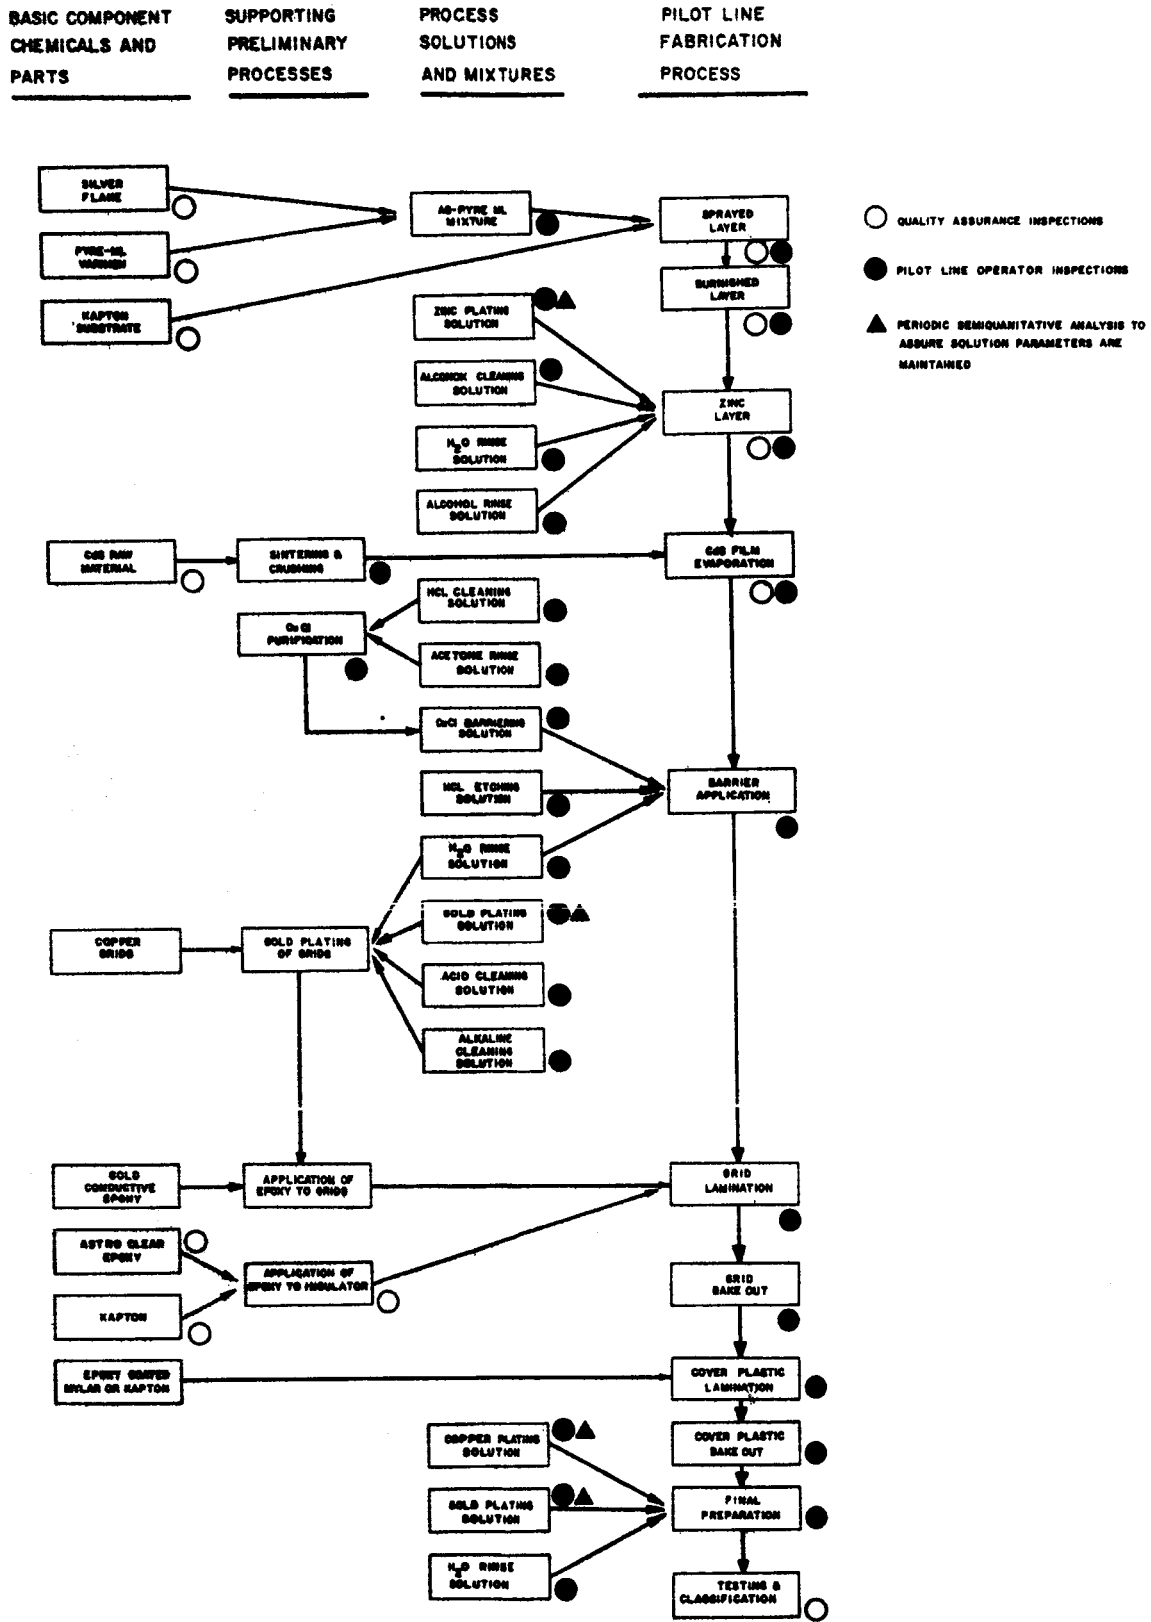 BASIC COMPONENT
CHEMICALS AND
PARTS
SUPPORTING
PRELIMINARY
PROCESSES
PROCESS
SOLUTIONS
AND MIXTURES
PILOT LINE
FABRICATION
PROCESS
SILVER
FLAKE
PYRE-ML
KAPTON
SUBSTRATE
AG-PYRE ML
MIXTURE
SPRAYED
LAYER
BURNISHED
LAYER
QUALITY ASSURANCE INSPECTIONS
PILOT LINE OPERATOR INSPECTIONS
PERIODIC SEMIQUANITATIVE ANALYSIS TO
ASSURE SOLUTION PARAMETERS ARE
MAINTAINED
ZINC PLATING
SOLUTION
ALCONOX CLEANING
SOLUTION
H2O RINSE
SOLUTION
ALCOHOL RINSE
SOLUTION
ZINC
LAYER
CdS RAW
MATERIAL
SINTERING &
CRUSHING
CdS FILM
EVAPORATION
HCL CLEANING
SOLUTION
CuCl
PURIFICATION
ACETONE RINSE
SOLUTION
CuCl BARRIERING
SOLUTION
HCL ETCHING
SOLUTION
BARRIER
APPLICATION
H2O RINSE
SOLUTION
GOLD PLATING
SOLUTION
COPPER
GRIDS
GOLD PLATING
OF GRIDS
ACID CLEANING
SOLUTION
ALKALINE
CLEANING
SOLUTION
GOLD
CONDUCTIVE
EPOXY
APPLICATION OF
EPOXY TO GRIDS
GRID
LAMINATION
ASTRO CLEAR
EPOXY
APPLICATION OF
EPOXY TO INSULATOR
KAPTON
GRID
BAKE OUT
EPOXY COATED
MYLAR OR KAPTON
COVER PLASTIC
LAMINATION
COPPER PLATING
SOLUTION
COVER PLASTIC
BAKE OUT
GOLD PLATING
SOLUTION
FINAL
PREPARATION
H2O RINSE
SOLUTION
TESTING &
CLASSIFICATION